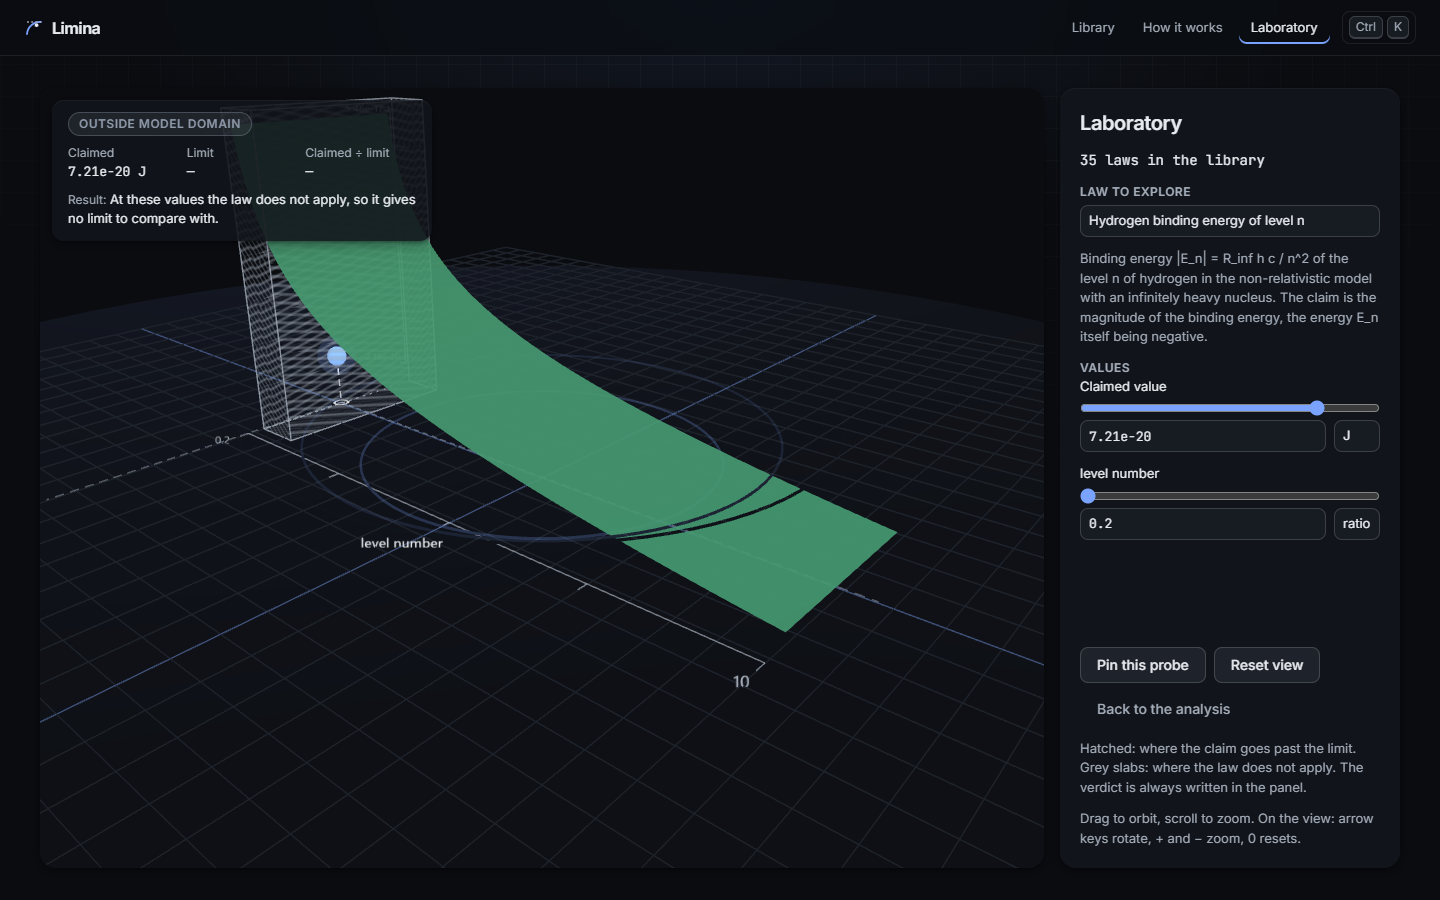 Limina
Library
How it works
Laboratory
Ctrl
K
OUTSIDE MODEL DOMAIN
Claimed
Limit
Claimed ÷ limit
7.21e-20 J
–
–
Result: At these values the law does not apply, so it gives
no limit to compare with.
0.2
level number
10
Laboratory
35 laws in the library
LAW TO EXPLORE
Hydrogen binding energy of level n
Binding energy |E_n| = R_inf h c / n^2 of the
level n of hydrogen in the non-relativistic model
with an infinitely heavy nucleus. The claim is the
magnitude of the binding energy, the energy E_n
itself being negative.
VALUES
Claimed value
7.21e-20
J
level number
0.2
ratio
Pin this probe
Reset view
Back to the analysis
Hatched: where the claim goes past the limit.
Grey slabs: where the law does not apply. The
verdict is always written in the panel.
Drag to orbit, scroll to zoom. On the view: arrow
keys rotate, + and − zoom, 0 resets.